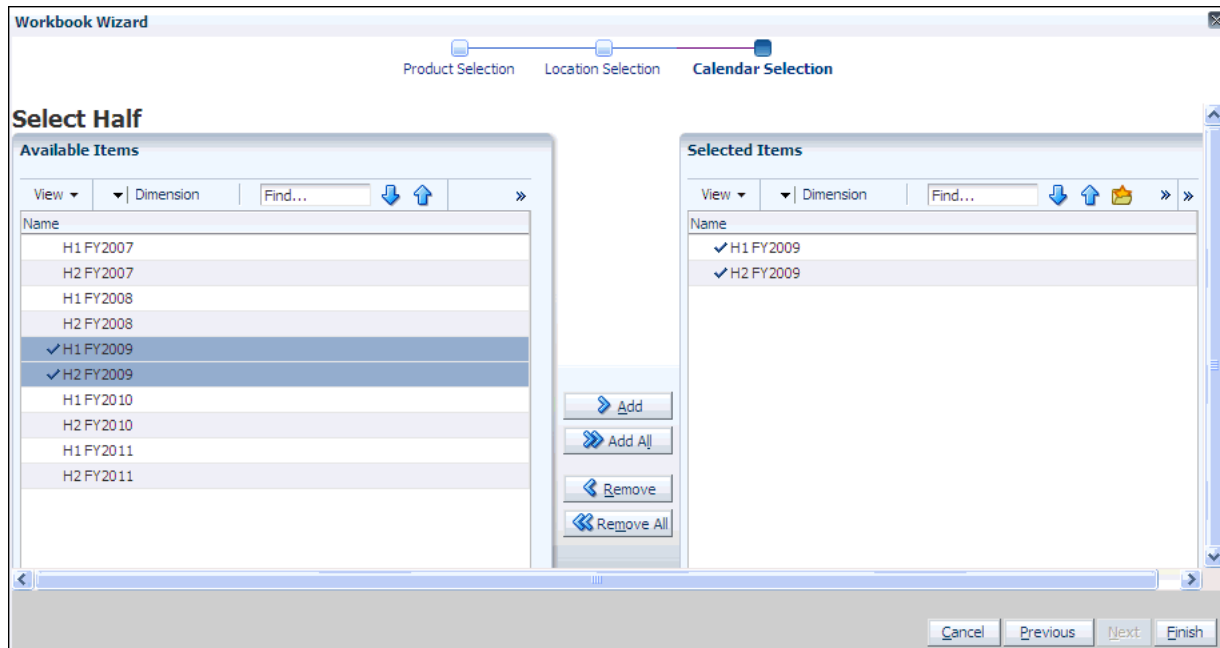 Workbook Wizard
Product Selection Location Selection Calendar Selection
Select Half
Available Items
View Dimension Find... »
Name
H1 FY2007
H2 FY2007
H1 FY2008
H2 FY2008
H1 FY2009
H2 FY2009
H1 FY2010
H2 FY2010
H1 FY2011
H2 FY2011
Add
Add All
Remove
Remove All
Selected Items
View Dimension Find... » »
Name
H1 FY2009
H2 FY2009
Cancel Previous Next Finish